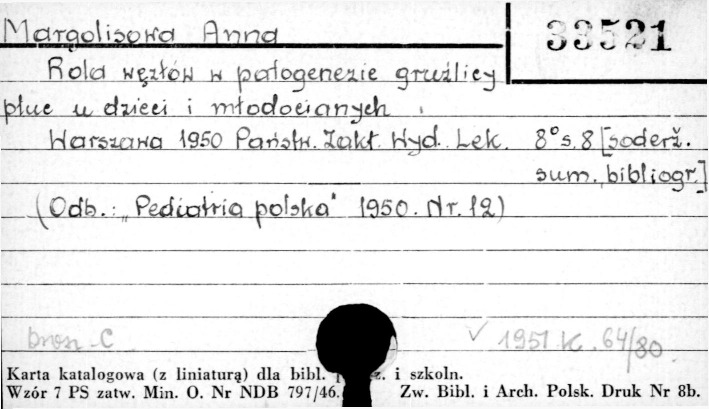 Margolisowa Anna
33521
Rola węzłów w patogenezie gruźlicy
płuc u dzieci i młodocianych.
Warszawa 1950 Państw. Zakł. Wyd. Lek. 8° s. 8 [soderž.
sum., bibliogr.]
(Odb.: „Pediatria polska" 1950. Nr. 12)
brosz. C
✓ 1951 K. 64/80
Karta katalogowa (z liniaturą) dla bibl. i szkoln.
Wzór 7 PS zatw. Min. O. Nr NDB 797/46. Zw. Bibl. i Arch. Polsk. Druk Nr 8b.